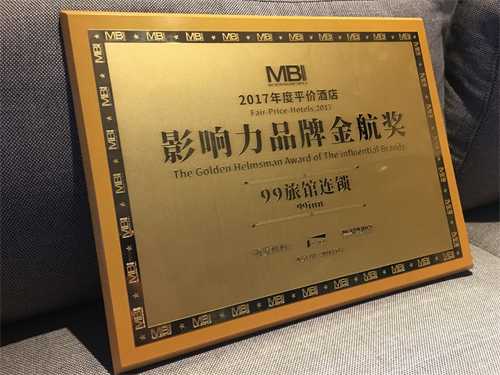 MBI
2017年度平价酒店
Fair-Price-Hotels.2017
影响力品牌金航奖
The Golden Helmsman Award of The influential Brands
99旅馆连锁
99inn